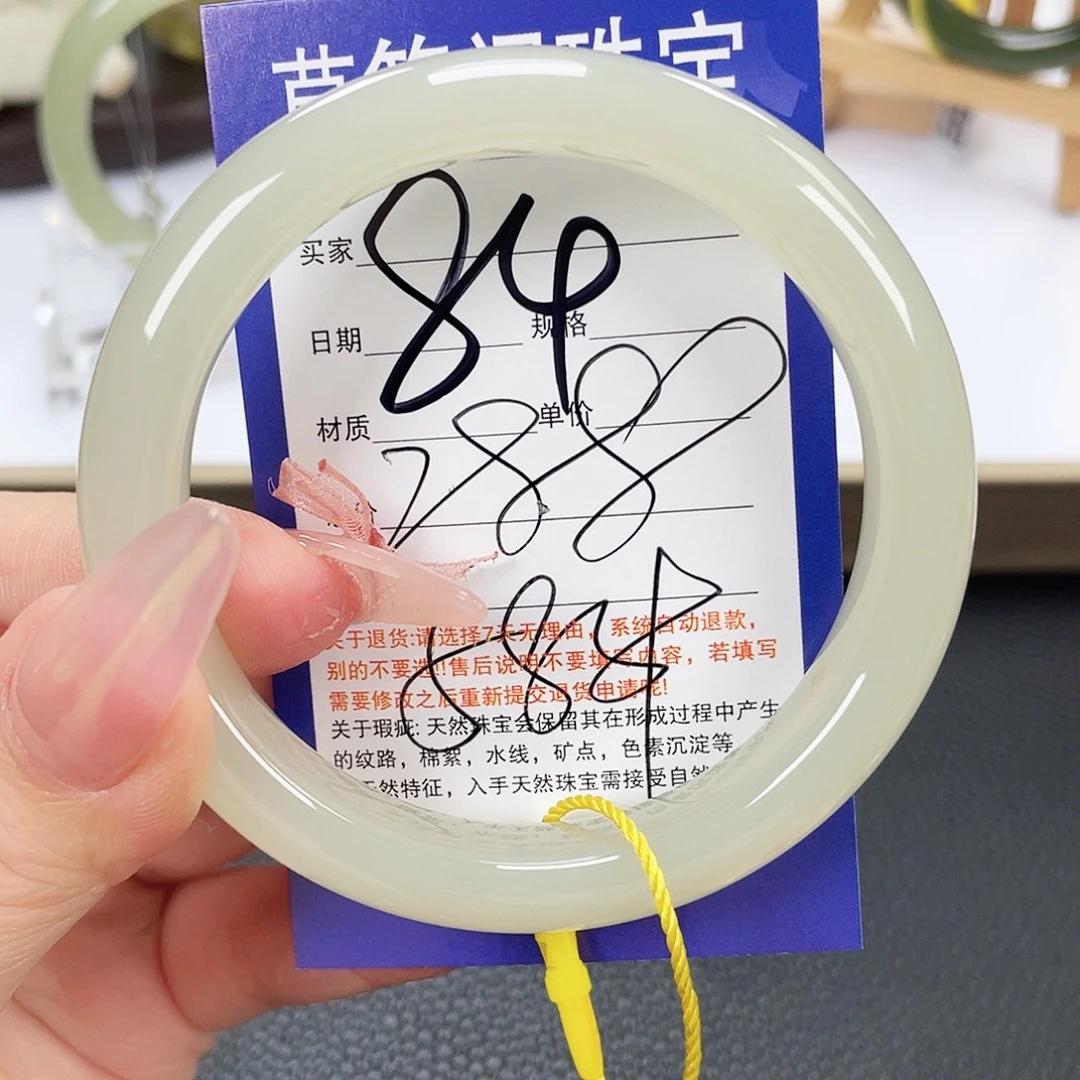 珠宝
买家
84
日期
规格
材质
单价
288
584
关于退货:请选择7天无理由，系统自动退款，
别的不要选!!售后说明不要填写内容，若填写
需要修改之后重新提交退货申请呢!
关于瑕疵: 天然珠宝会保留其在形成过程中产生
的纹路，棉絮，水线，矿点，色素沉淀等
天然特征，入手天然珠宝需接受自然